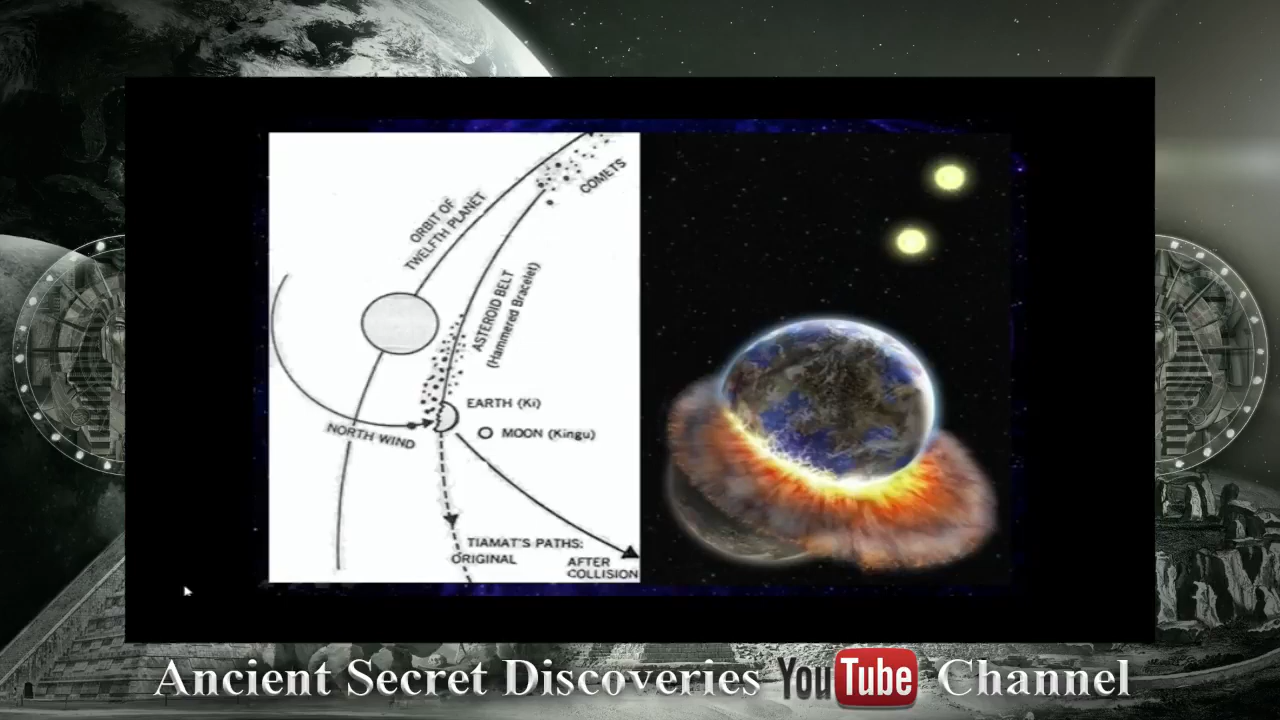 COMETS
ORBIT OF
TWELFTH PLANET
ASTEROID BELT
(Hammered Bracelet)
EARTH (Ki)
MOON (Kingu)
NORTH WIND
TIAMAT'S PATHS:
ORIGINAL
AFTER
COLLISION
Ancient Secret Discoveries YouTube Channel